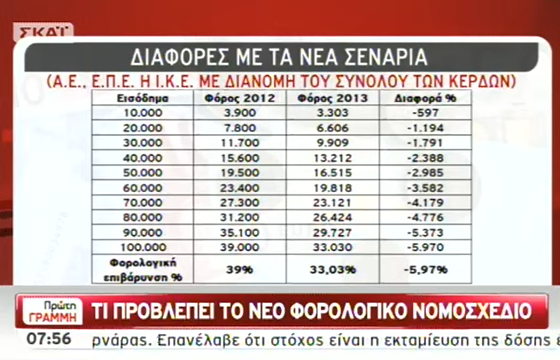 ΣΚΑΪ
ΔΙΑΦΟΡΕΣ ΜΕ ΤΑ ΝΕΑ ΣΕΝΑΡΙΑ
(Α.Ε., Ε.Π.Ε. Η Ι.Κ.Ε. ΜΕ ΔΙΑΝΟΜΗ ΤΟΥ ΣΥΝΟΛΟΥ ΤΩΝ ΚΕΡΔΩΝ)
Εισόδημα Φόρος 2012 Φόρος 2013 Διαφορά %
10.000 3.900 3.303 -597
20.000 7.800 6.606 -1.194
30.000 11.700 9.909 -1.791
40.000 15.600 13.212 -2.388
50.000 19.500 16.515 -2.985
60.000 23.400 19.818 -3.582
70.000 27.300 23.121 -4.179
80.000 31.200 26.424 -4.776
90.000 35.100 29.727 -5.373
100.000 39.000 33.030 -5.970
Φορολογική
επιβάρυνση % 39% 33,03% -5,97%
Πρώτη
ΓΡΑΜΜΗ
ΤΙ ΠΡΟΒΛΕΠΕΙ ΤΟ ΝΕΟ ΦΟΡΟΛΟΓΙΚΟ ΝΟΜΟΣΧΕΔΙΟ
07:56 ρνάρας. Επανέλαβε ότι στόχος είναι η εκταμίευση της δόσης